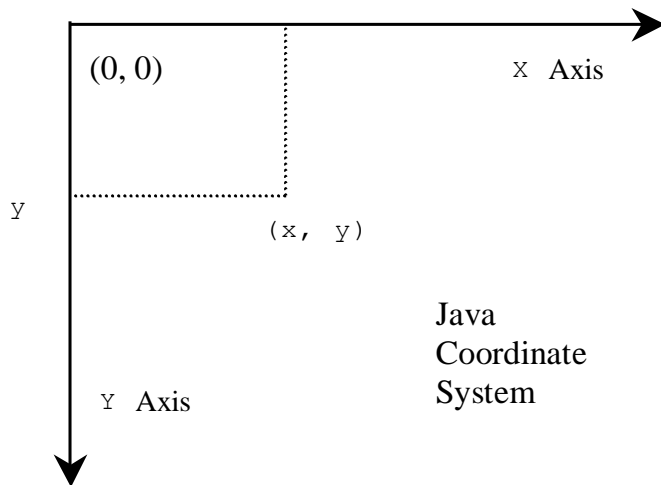 (0, 0)
X Axis
y
(x, y)
Java
Coordinate
System
Y Axis